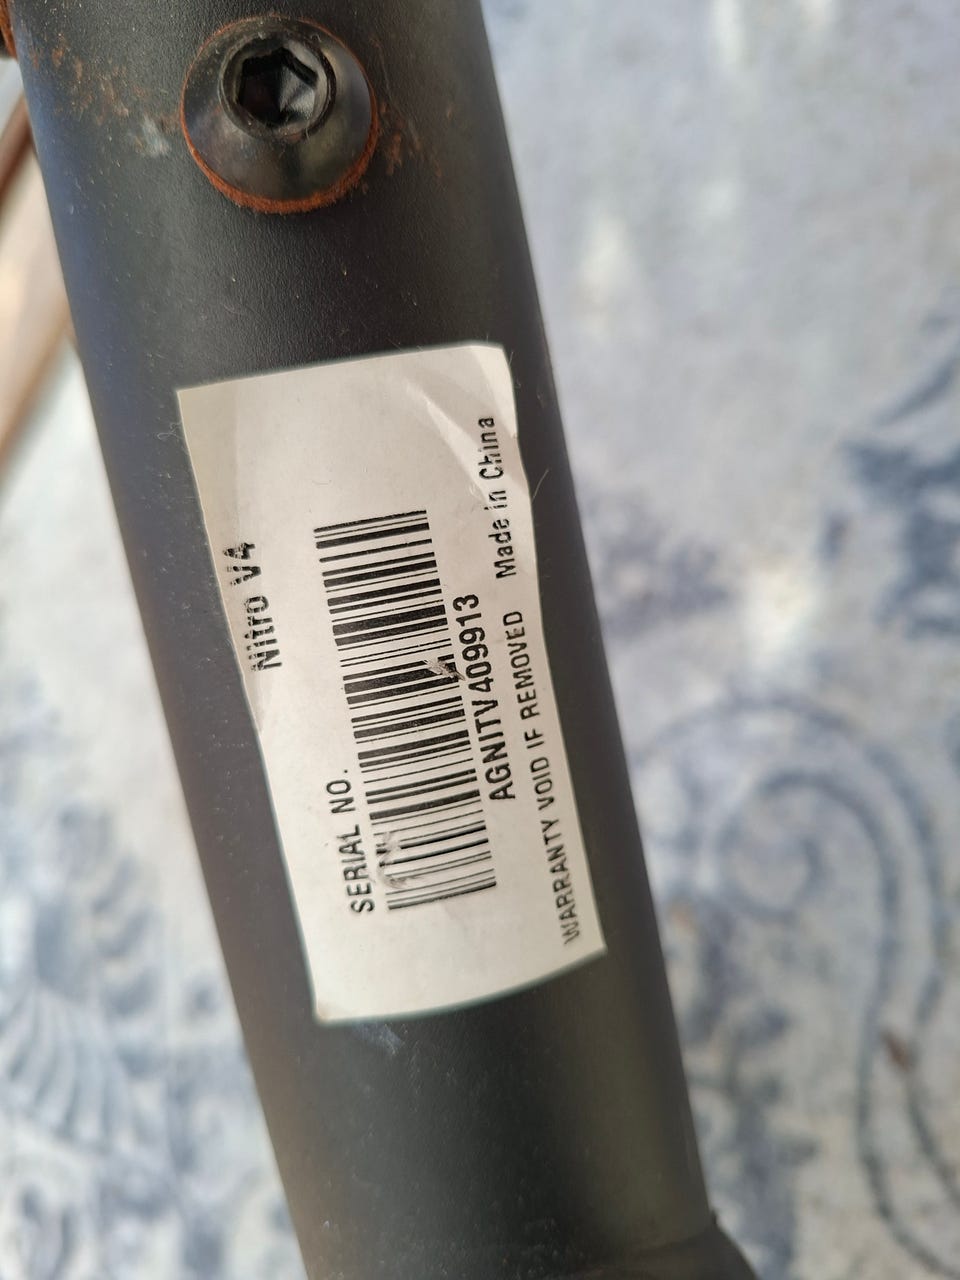 Nitro V4
SERIAL NO.
AGNITV409913
WARRANTY VOID IF REMOVED Made in China